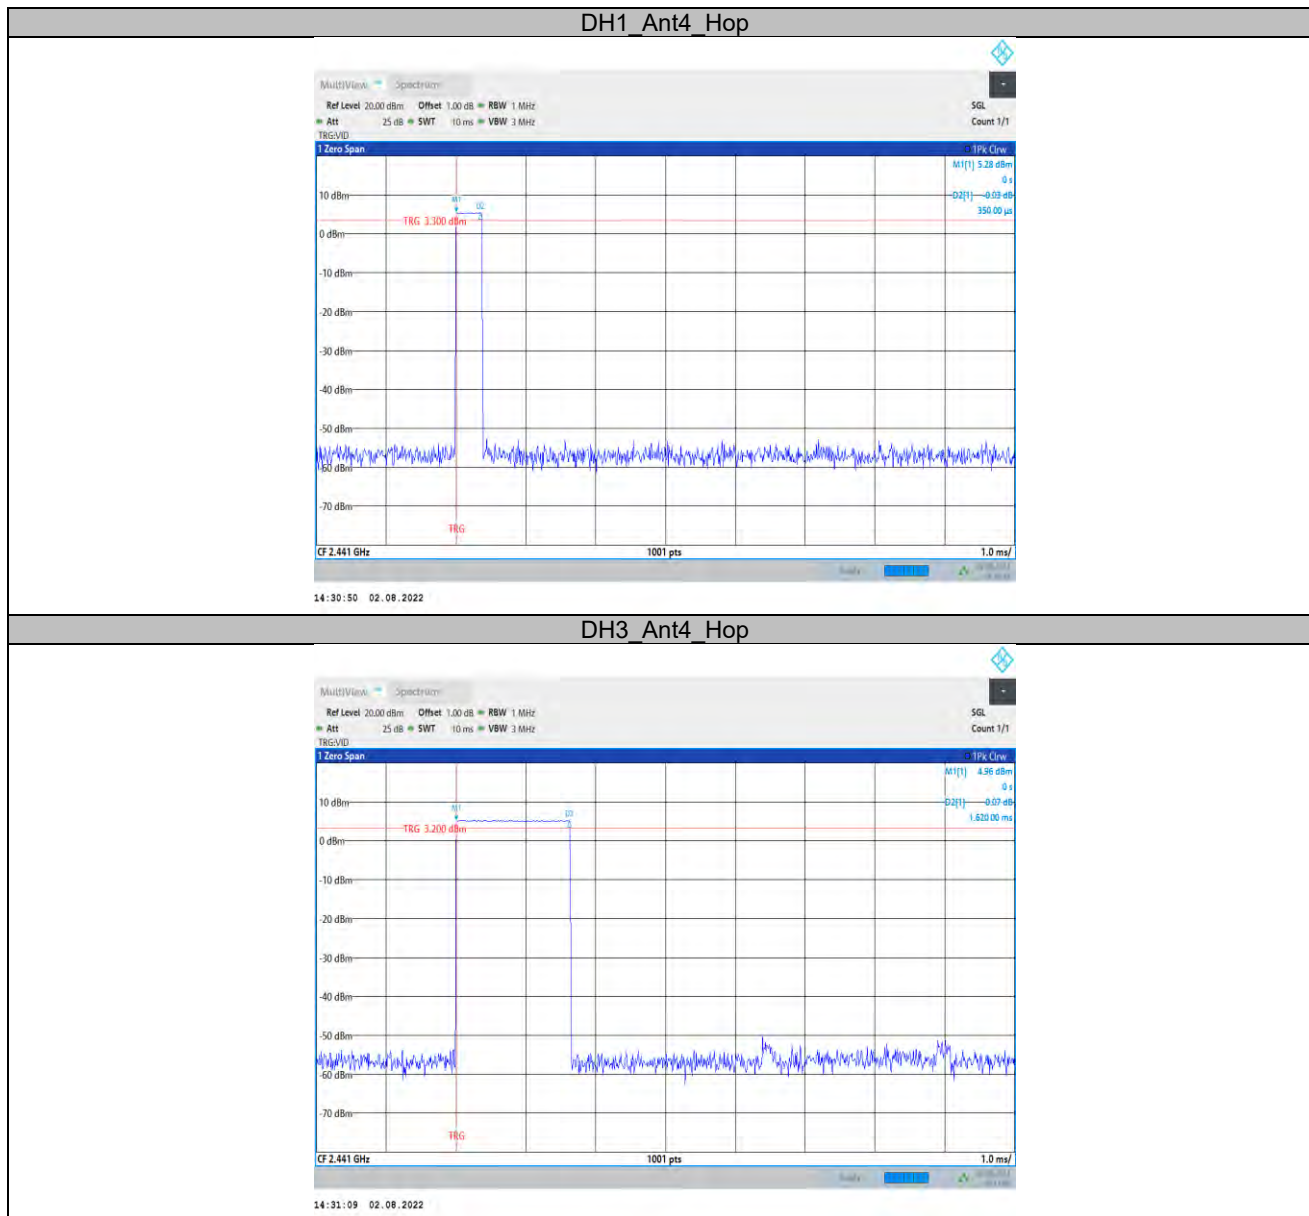 DH1_Ant4_Hop
MultiView Spectrum
Ref Level 20.00 dBm Offset 1.00 dB RBW 1 MHz SGL
Att 25 dB SWT 10 ms VBW 3 MHz Count 1/1
TRG:VID
1 Zero Span 1Pk Clrw
M1[1] 5.28 dBm
0 s
10 dBm
M1
D2
D2[1] -0.03 dB
350.00 µs
TRG 3.300 dBm
0 dBm
-10 dBm
-20 dBm
-30 dBm
-40 dBm
-50 dBm
-60 dBm
-70 dBm
TRG
CF 2.441 GHz 1001 pts 1.0 ms/
14:30:50 02.08.2022
DH3_Ant4_Hop
MultiView Spectrum
Ref Level 20.00 dBm Offset 1.00 dB RBW 1 MHz SGL
Att 25 dB SWT 10 ms VBW 3 MHz Count 1/1
TRG:VID
1 Zero Span 1Pk Clrw
M1[1] 4.96 dBm
0 s
10 dBm
M1
D2
D2[1] -0.07 dB
1.620 00 ms
TRG 3.200 dBm
0 dBm
-10 dBm
-20 dBm
-30 dBm
-40 dBm
-50 dBm
-60 dBm
-70 dBm
TRG
CF 2.441 GHz 1001 pts 1.0 ms/
14:31:09 02.08.2022